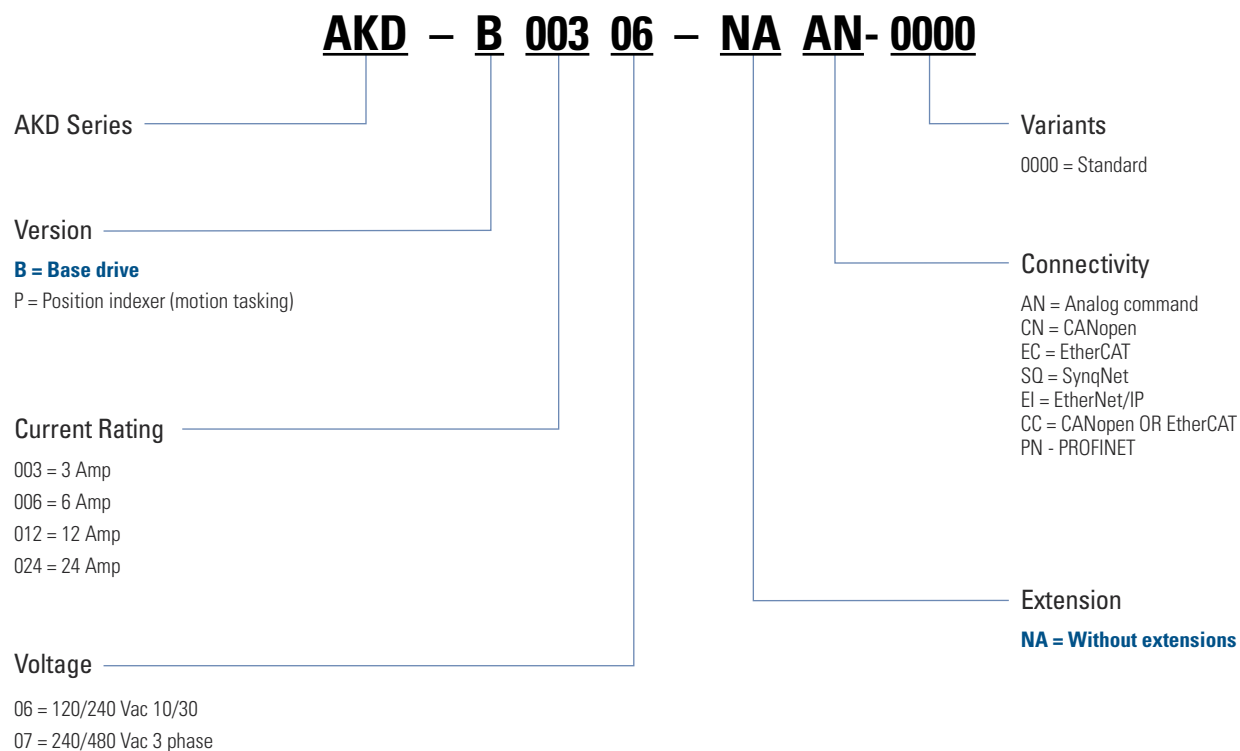 AKD – B 003 06 – NA AN- 0000
AKD Series
Version
B = Base drive
P = Position indexer (motion tasking)
Current Rating
003 = 3 Amp
006 = 6 Amp
012 = 12 Amp
024 = 24 Amp
Voltage
06 = 120/240 Vac 10/30
07 = 240/480 Vac 3 phase
Variants
0000 = Standard
Connectivity
AN = Analog command
CN = CANopen
EC = EtherCAT
SQ = SynqNet
EI = EtherNet/IP
CC = CANopen OR EtherCAT
PN - PROFINET
Extension
NA = Without extensions